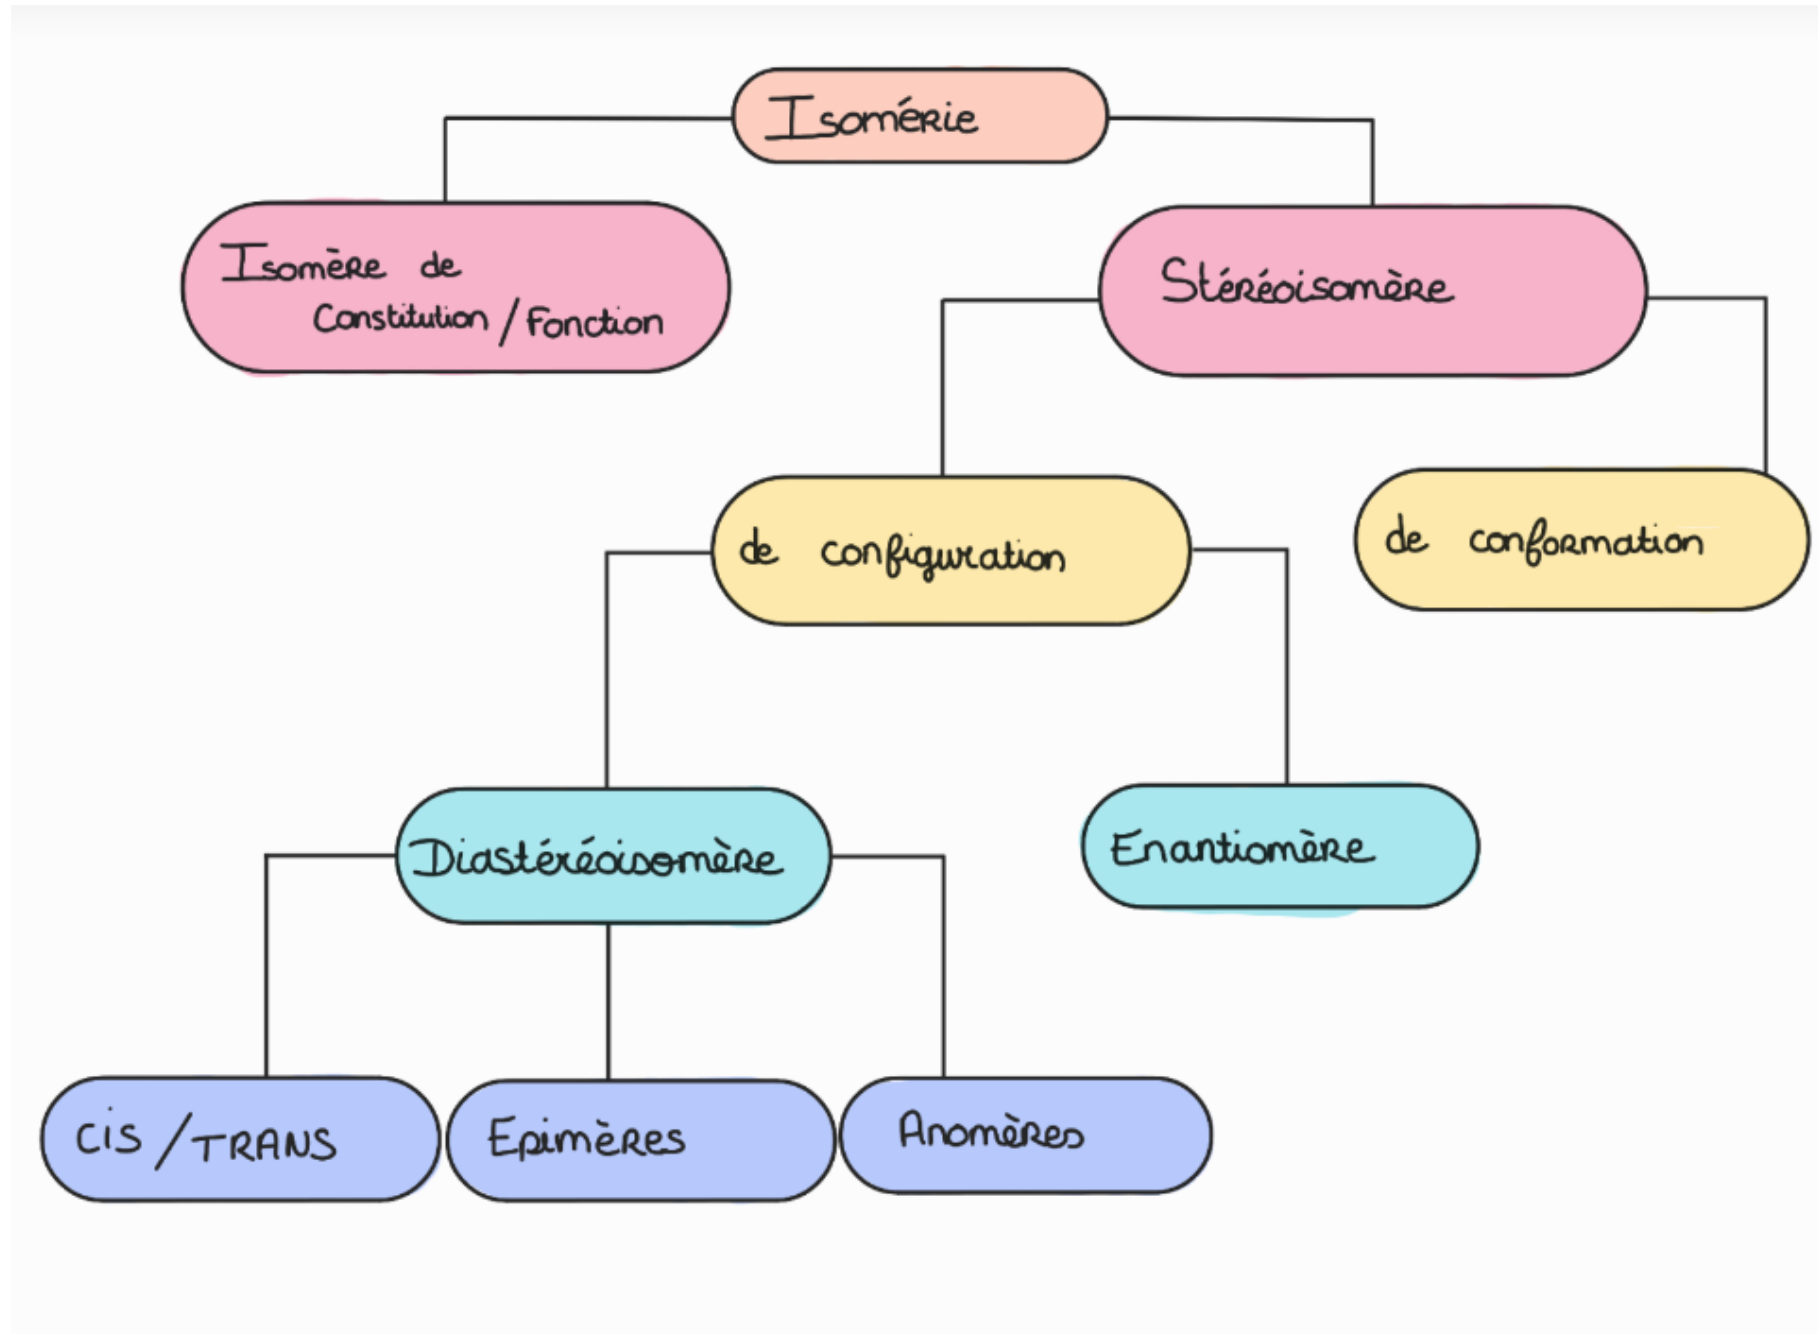 Isomérie
Isomère de
Constitution / Fonction
Stéréoisomère
de configuration
de conformation
Diastéréoisomère
Enantiomère
Cis / TRANS
Epimères
Anomères